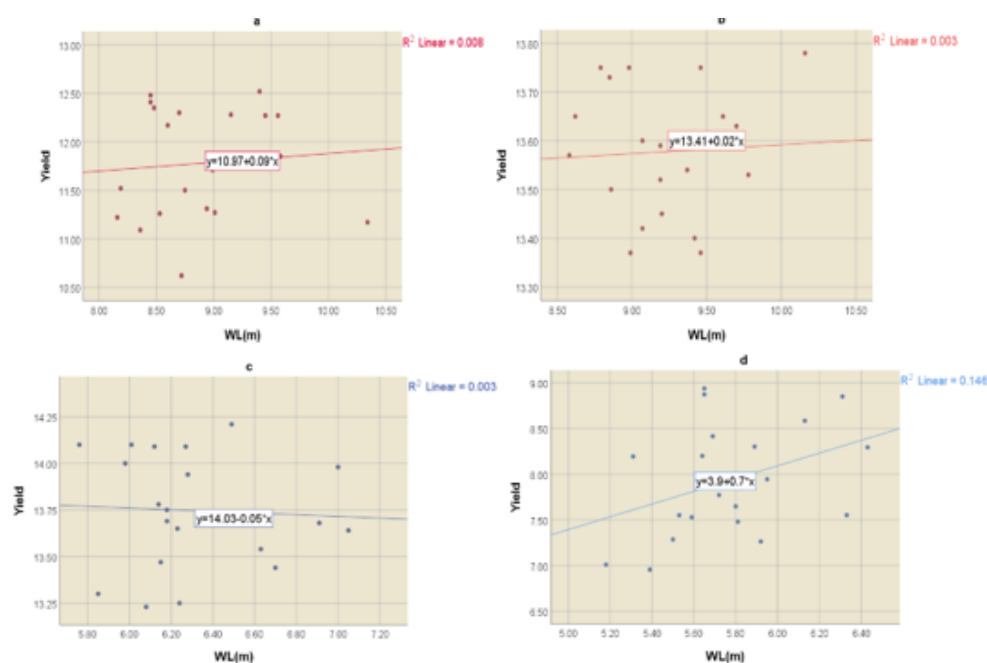 a
R² Linear = 0.008
13.00
12.50
12.00
11.50
11.00
10.50
Yield
y=10.97+0.09*x
8.00 8.50 9.00 9.50 10.00 10.50
WL(m)
b
R² Linear = 0.003
13.80
13.70
13.60
13.50
13.40
13.30
Yield
y=13.41+0.02*x
8.50 9.00 9.50 10.00 10.50
WL(m)
c
R² Linear = 0.003
14.25
14.00
13.75
13.50
13.25
Yield
y=14.03-0.05*x
5.80 6.00 6.20 6.40 6.60 6.80 7.00 7.20
WL(m)
d
R² Linear = 0.146
9.00
8.50
8.00
7.50
7.00
6.50
Yield
y=3.9+0.7*x
5.00 5.20 5.40 5.60 5.80 6.00 6.20 6.40
WL(m)